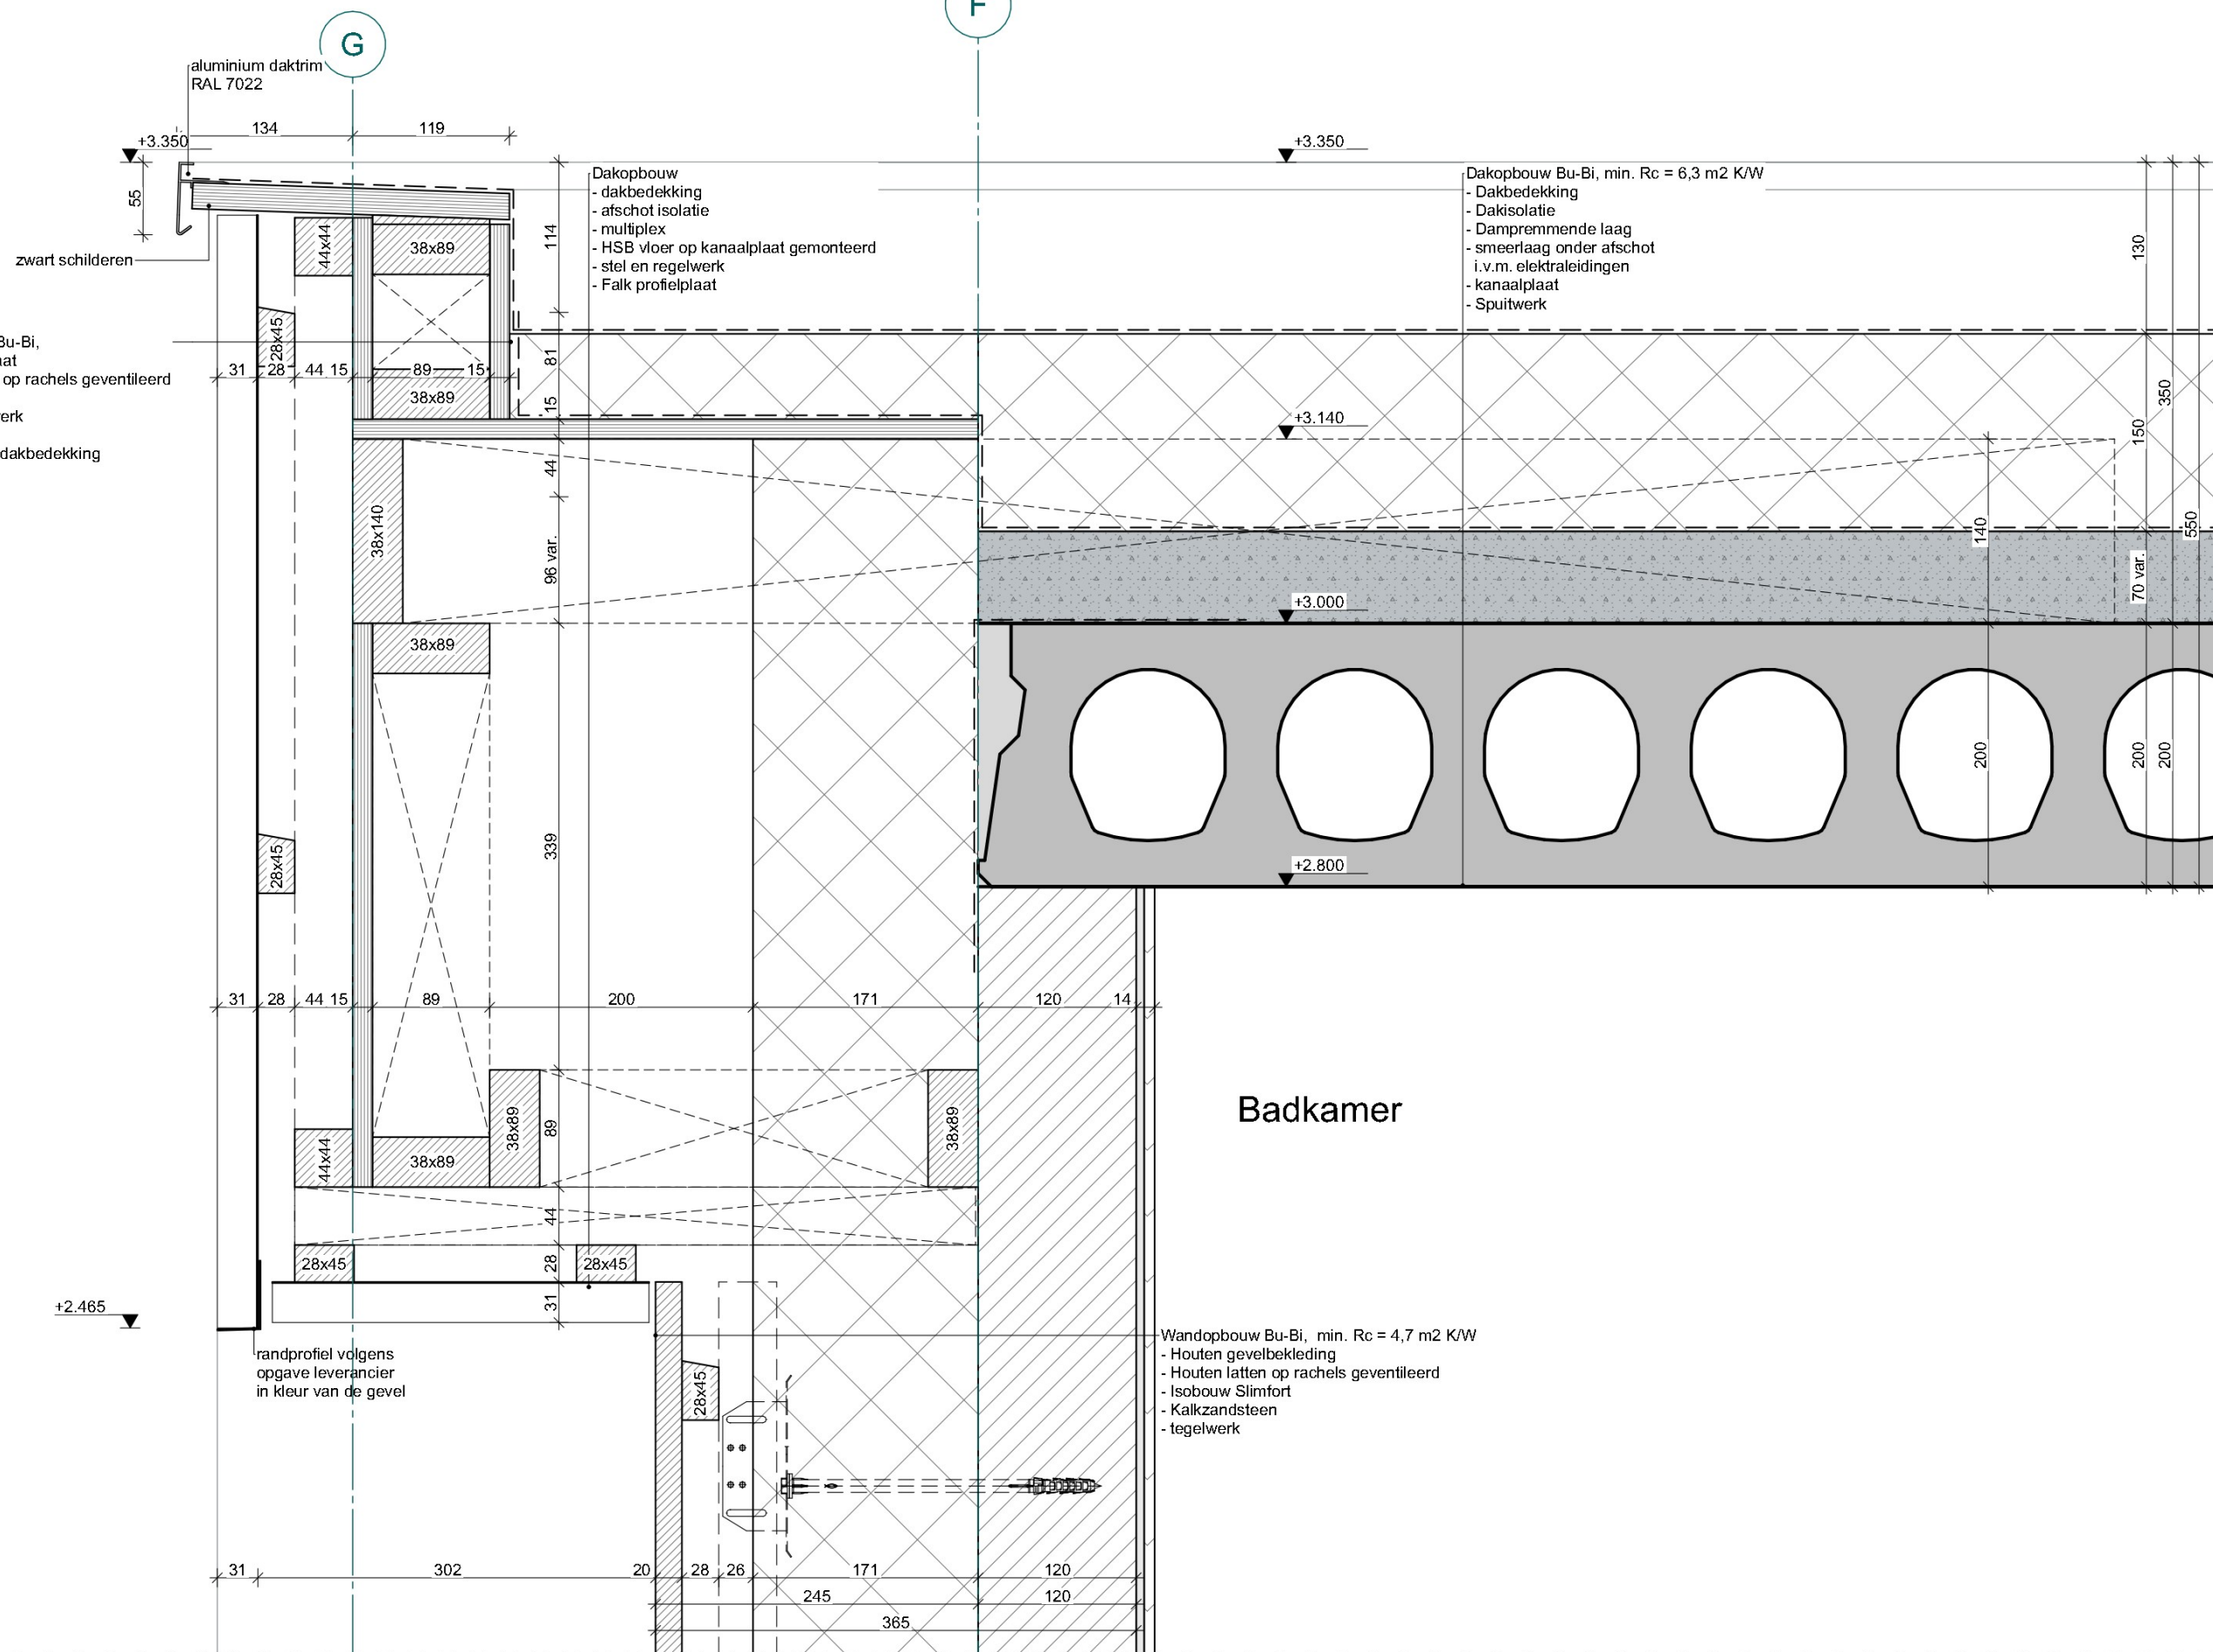 G
F
aluminium daktrim
RAL 7022
134
119
+3.350
55
zwart schilderen
44x44
38x89
114
Dakopbouw
- dakbedekking
- afschot isolatie
- multiplex
- HSB vloer op kanaalplaat gemonteerd
- stel en regelwerk
- Falk profielplaat
+3.350
Dakopbouw Bu-Bi, min. Rc = 6,3 m2 K/W
- Dakbedekking
- Dakisolatie
- Dampremmende laag
- smeerlaag onder afschot
i.v.m. elektraleidingen
- kanaalplaat
- Spuitwerk
130
350
150
550
Bu-Bi,
op rachels geventileerd
dakbedekking
28x45
31
28
44
15
89
15
38x89
81
15
+3.140
44
38x140
96 var.
140
70 var.
+3.000
38x89
200
200
200
28x45
339
+2.800
31
28
44
15
89
200
171
120
14
Badkamer
44x44
38x89
38x89
89
38x89
44
28x45
28x45
28
31
+2.465
randprofiel volgens
opgave leverancier
in kleur van de gevel
28x45
Wandopbouw Bu-Bi, min. Rc = 4,7 m2 K/W
- Houten gevelbekleding
- Houten latten op rachels geventileerd
- Isobouw Slimfort
- Kalkzandsteen
- tegelwerk
31
302
20
28
26
171
120
245
120
365